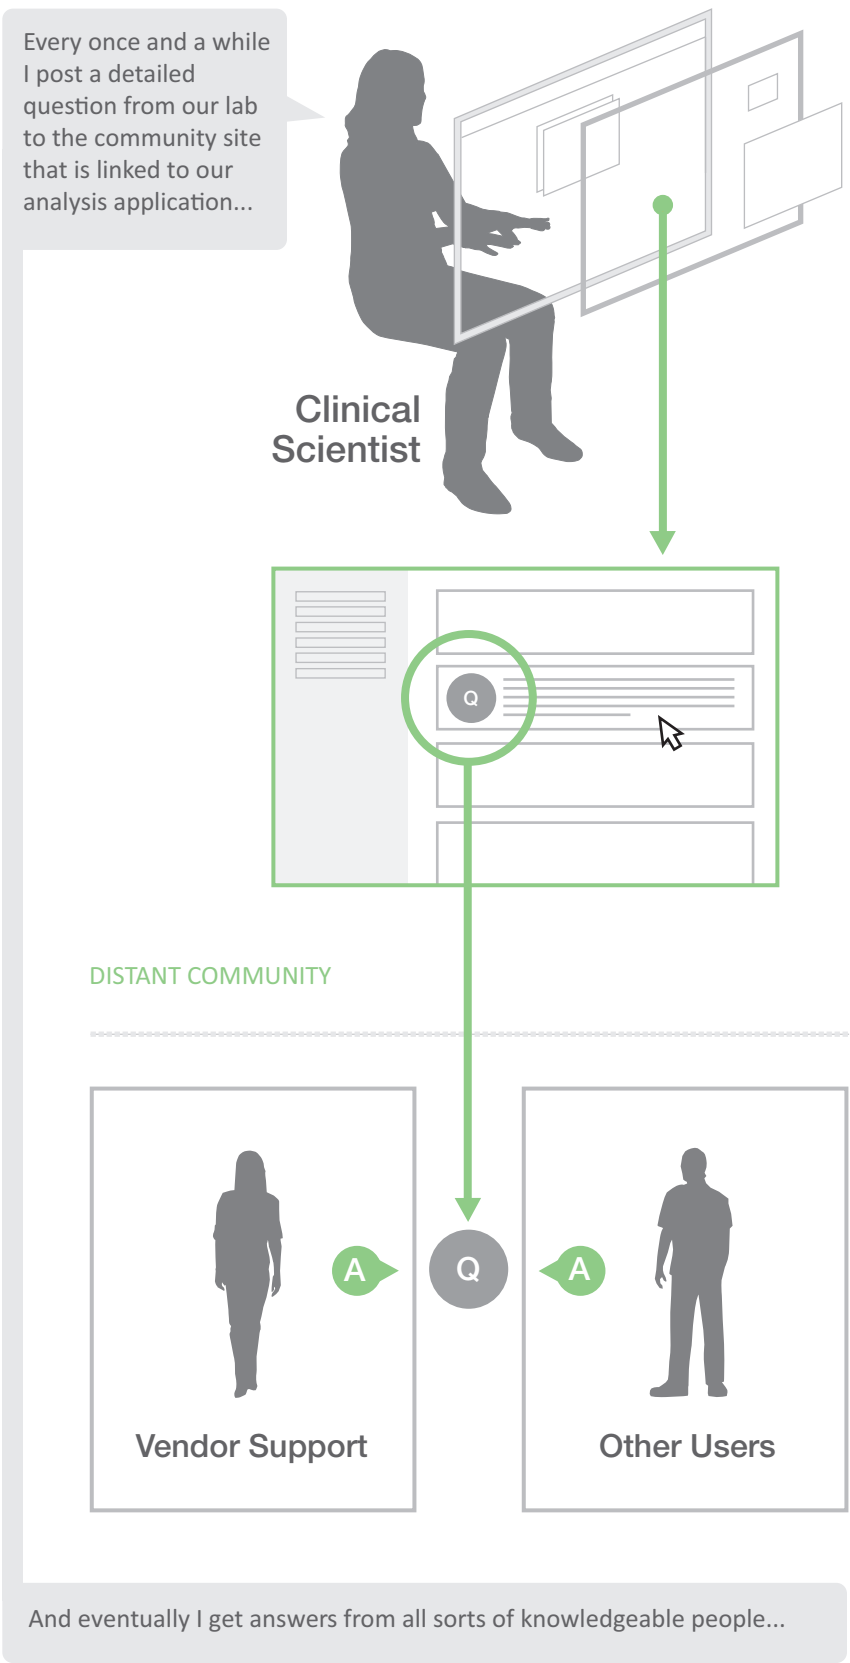 Every once and a while
I post a detailed
question from our lab
to the community site
that is linked to our
analysis application...
Clinical
Scientist
Q
DISTANT COMMUNITY
A
Q
A
Vendor Support
Other Users
And eventually I get answers from all sorts of knowledgeable people...